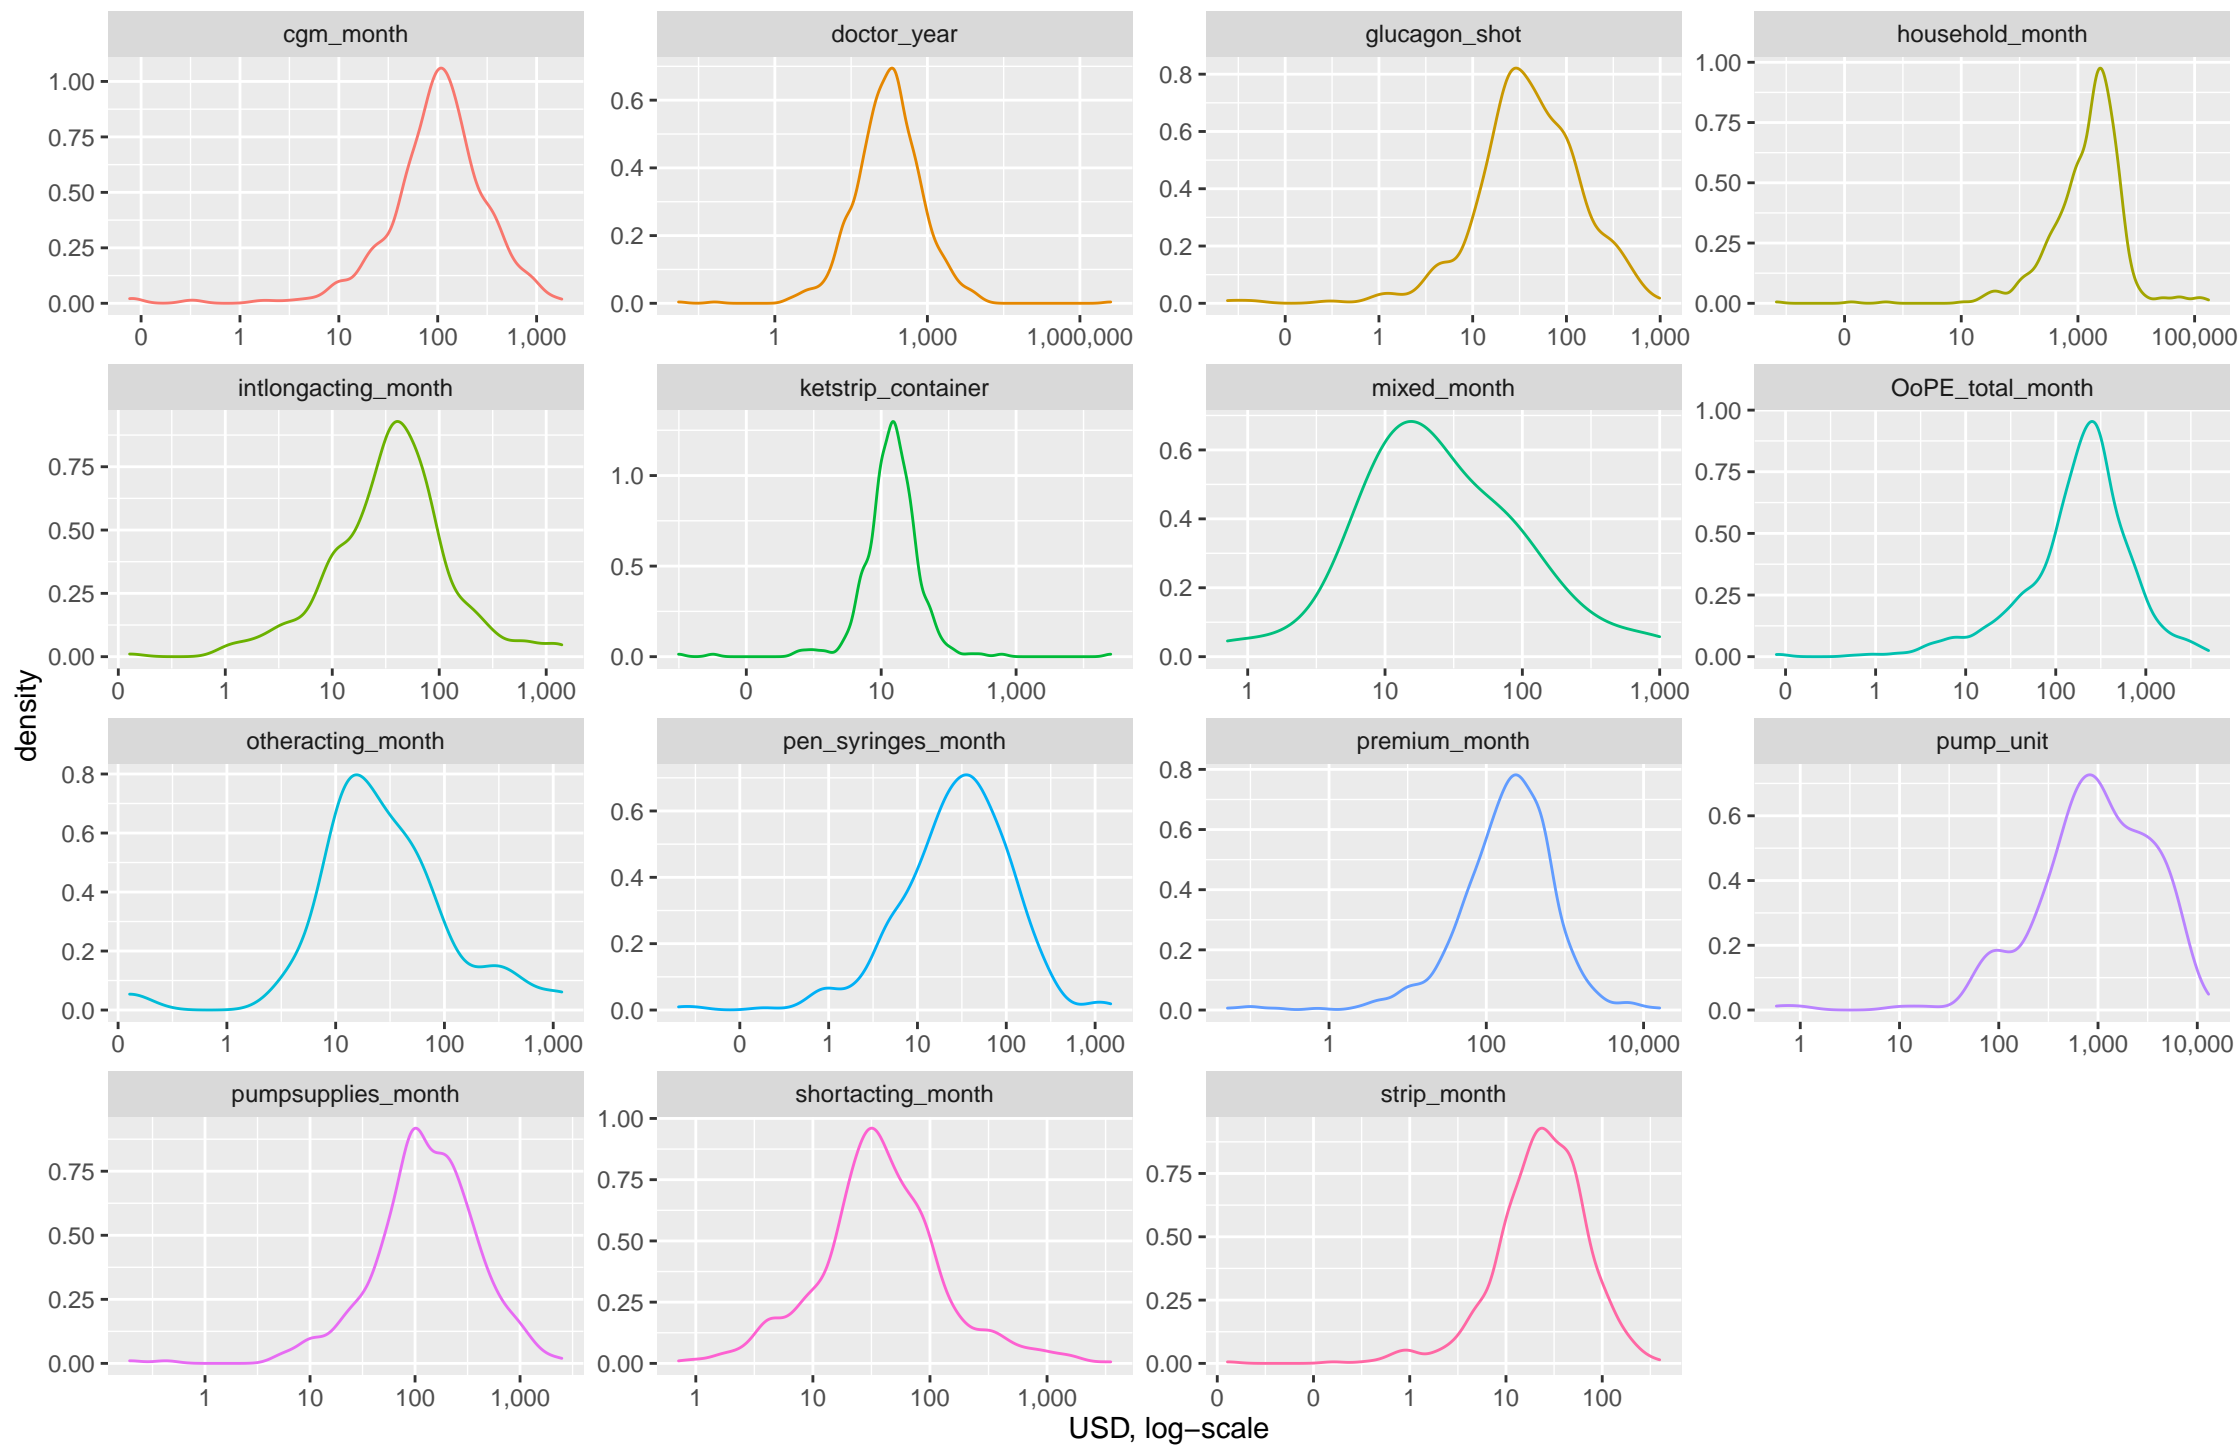 cgm_month doctor_year glucagon_shot household_month
1.00 0.75 0.50 0.25 0.00
0.6 0.4 0.2 0.0
0.8 0.6 0.4 0.2 0.0
1.00 0.75 0.50 0.25 0.00
0 1 10 100 1,000
1 1,000 1,000,000
0 1 10 100 1,000
0 10 1,000 100,000
intlongacting_month ketstrip_container mixed_month OoPE_total_month
0.75 0.50 0.25 0.00
1.0 0.5 0.0
0.6 0.4 0.2 0.0
1.00 0.75 0.50 0.25 0.00
0 1 10 100 1,000
0 10 1,000
1 10 100 1,000
0 1 10 100 1,000
density
otheracting_month pen_syringes_month premium_month pump_unit
0.8 0.6 0.4 0.2 0.0
0.6 0.4 0.2 0.0
0.8 0.6 0.4 0.2 0.0
0.6 0.4 0.2 0.0
0 1 10 100 1,000
0 1 10 100 1,000
1 100 10,000
1 10 100 1,000 10,000
pumpsupplies_month shortacting_month strip_month
0.75 0.50 0.25 0.00
1.00 0.75 0.50 0.25 0.00
0.75 0.50 0.25 0.00
1 10 100 1,000
1 10 100 1,000
0 0 1 10 100
USD, log−scale